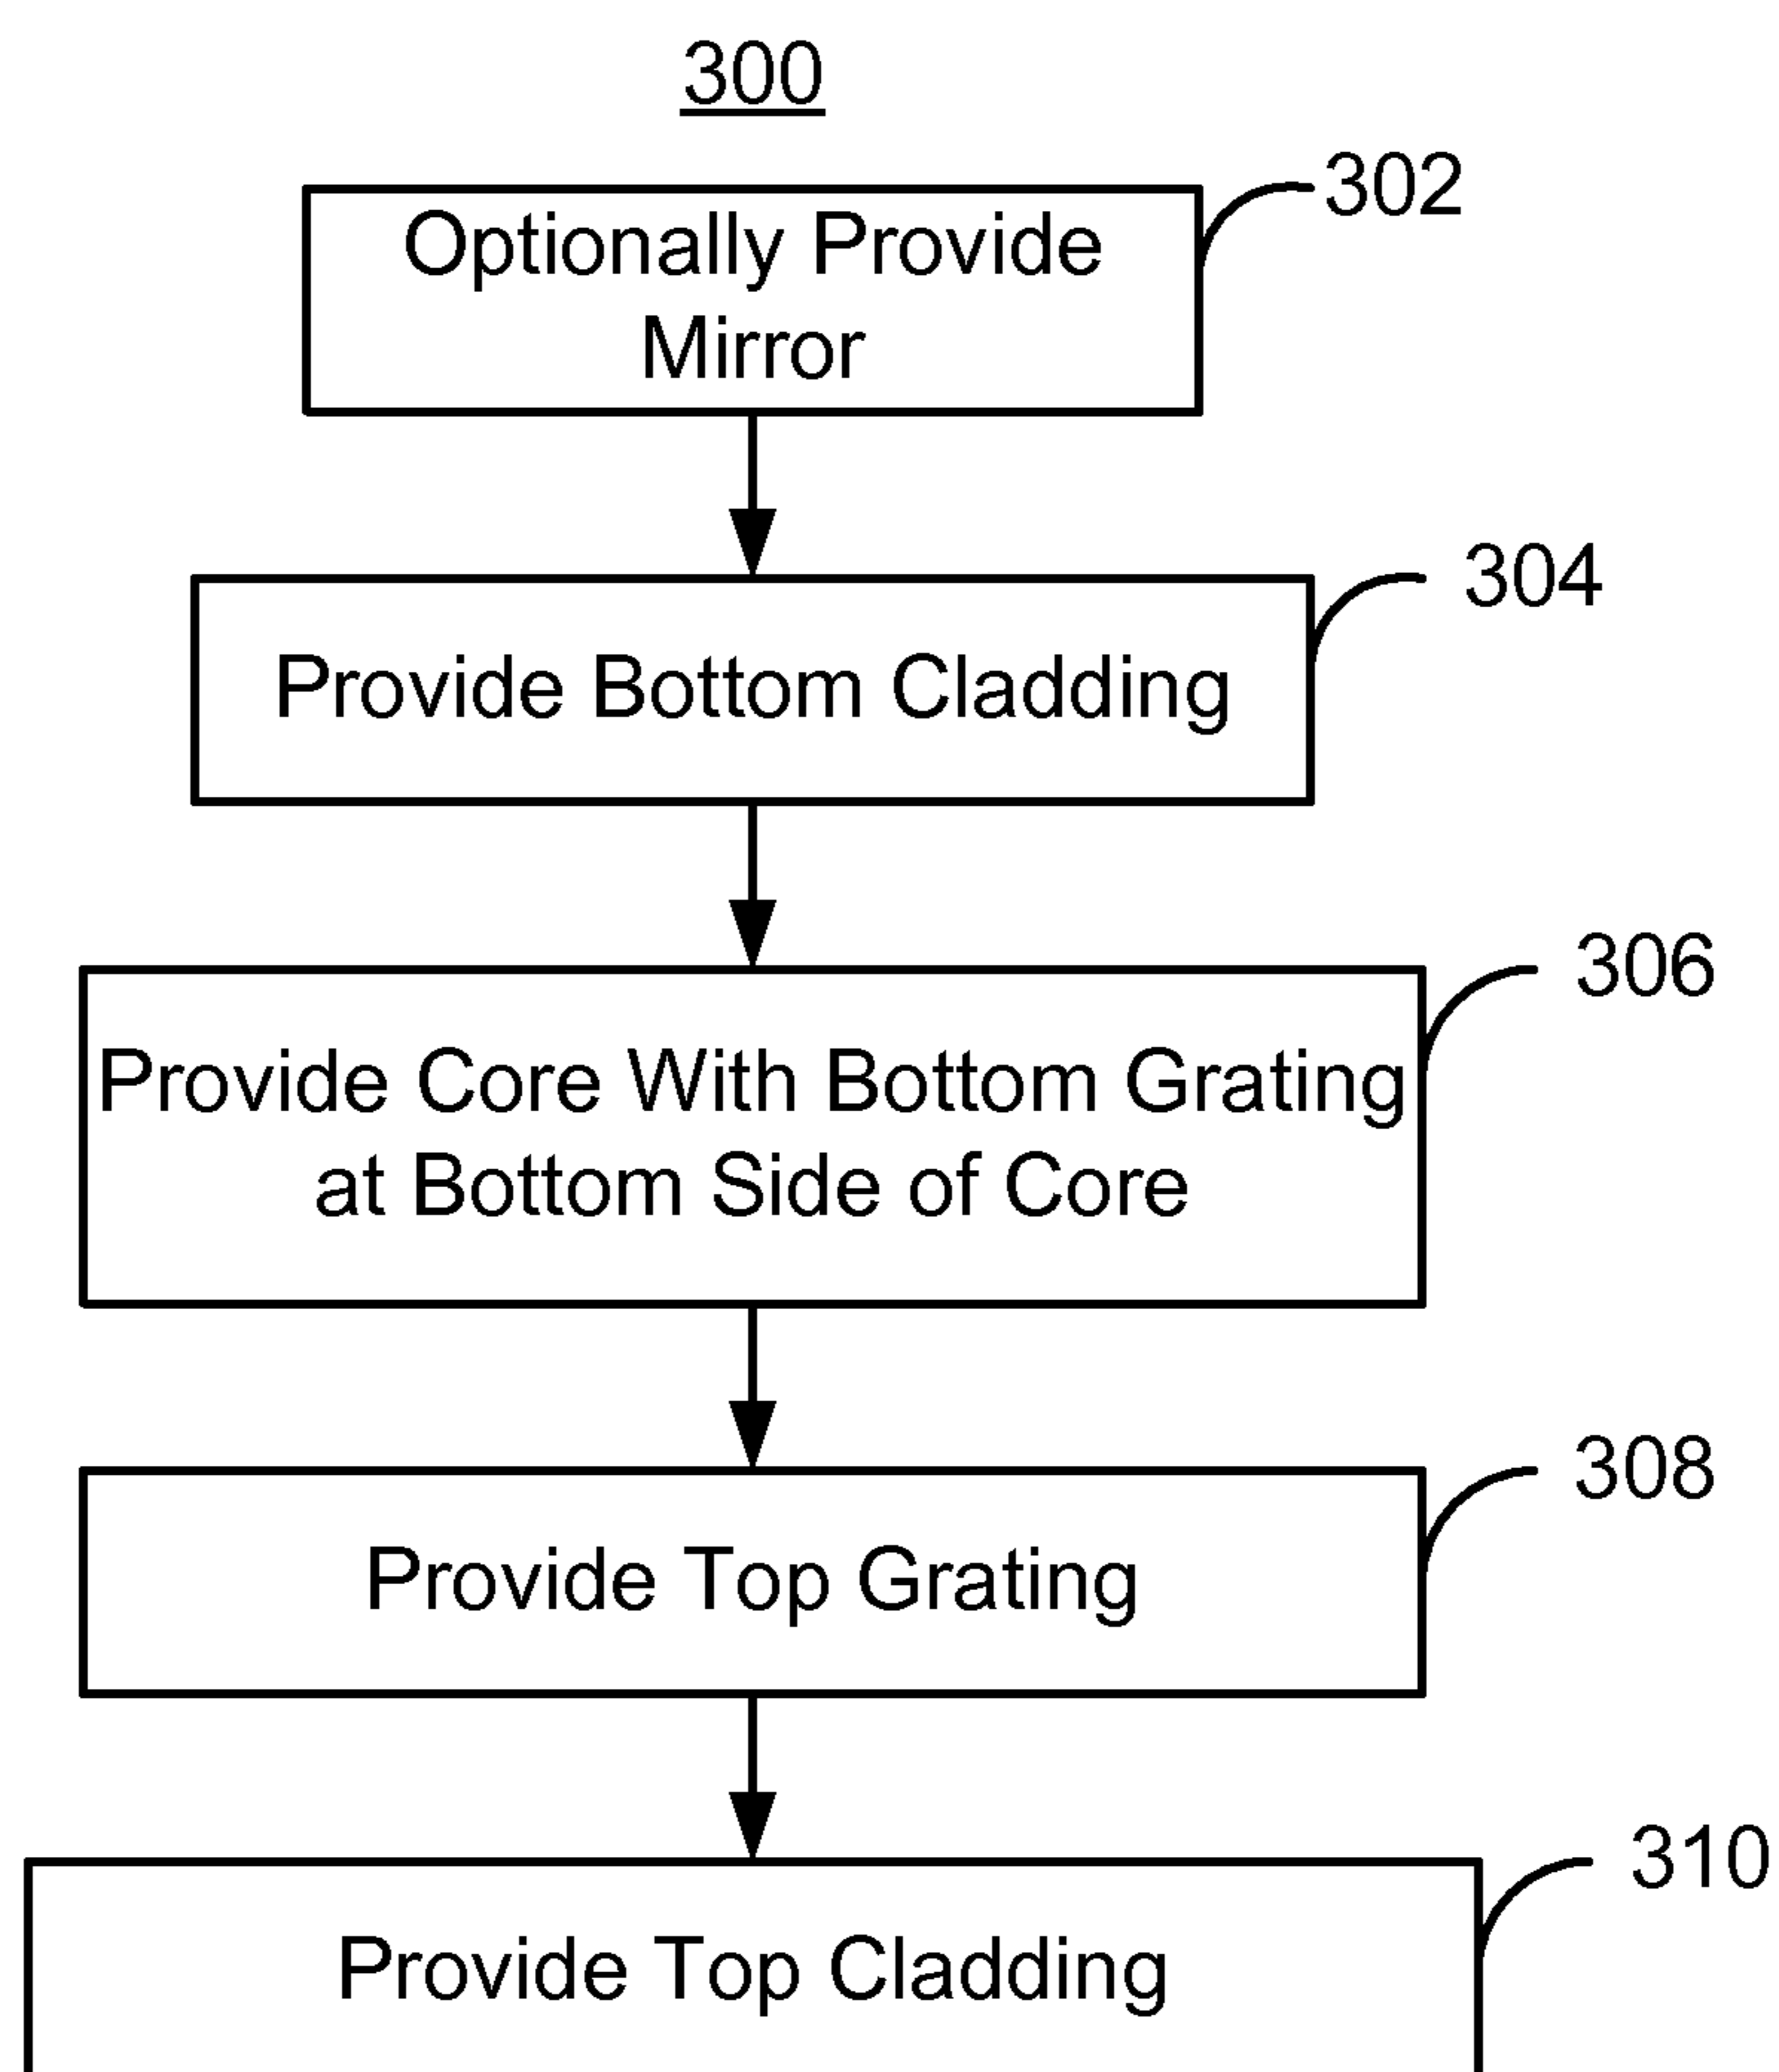 300
302
Optionally Provide
Mirror
304
Provide Bottom Cladding
306
Provide Core With Bottom Grating
at Bottom Side of Core
308
Provide Top Grating
310
Provide Top Cladding